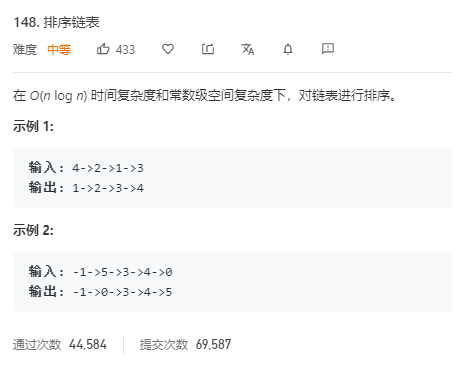 148. 排序链表
难度 中等 433
在 O(n log n) 时间复杂度和常数级空间复杂度下，对链表进行排序。
示例 1:
输入: 4->2->1->3
输出: 1->2->3->4
示例 2:
输入: -1->5->3->4->0
输出: -1->0->3->4->5
通过次数 44,584 提交次数 69,587